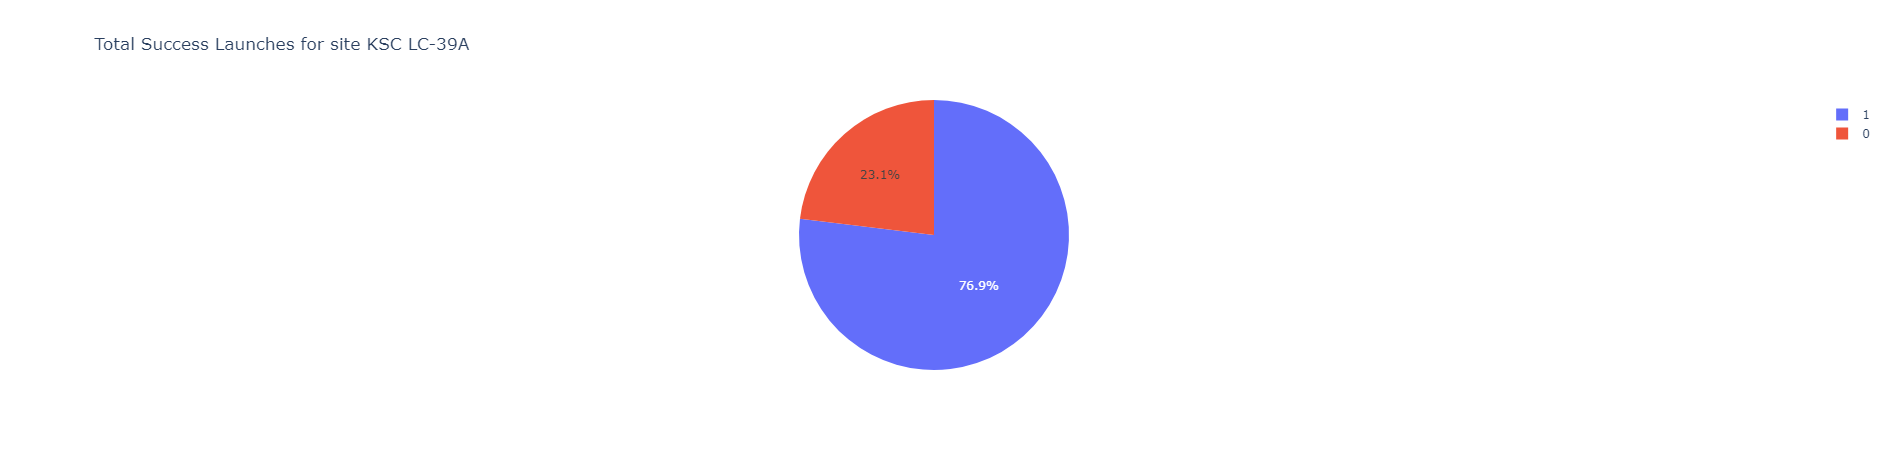 Total Success Launches for site KSC LC-39A
1
0
23.1%
76.9%